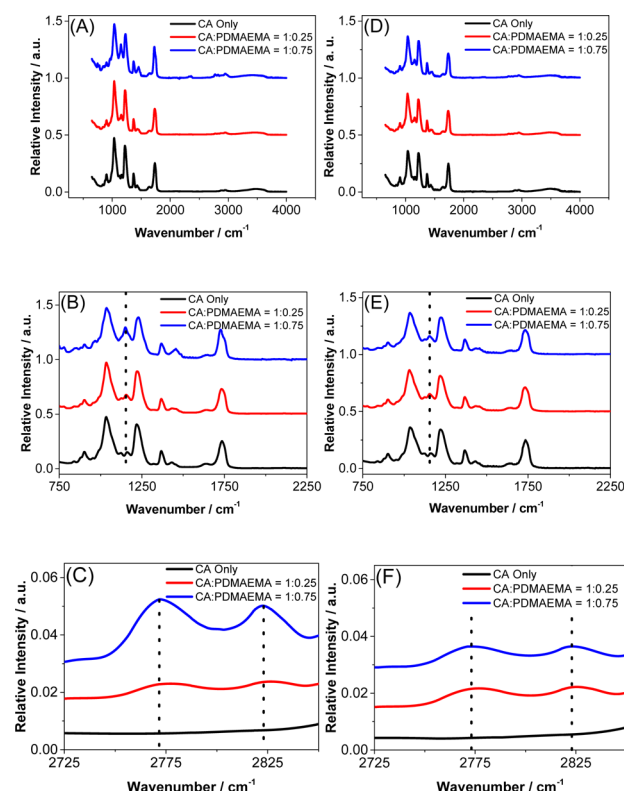 (A)
CA Only
CA:PDMAEMA = 1:0.25
CA:PDMAEMA = 1:0.75
1.5
1.0
0.5
0.0
1000 2000 3000 4000
Wavenumber / cm⁻¹
Relative Intensity / a.u.
(D)
CA Only
CA:PDMAEMA = 1:0.25
CA:PDMAEMA = 1:0.75
1.5
1.0
0.5
0.0
1000 2000 3000 4000
Wavenumber / cm⁻¹
Relative Intensity / a. u.
(B)
CA Only
CA:PDMAEMA = 1:0.25
CA:PDMAEMA = 1:0.75
1.5
1.0
0.5
0.0
750 1250 1750 2250
Wavenumber / cm⁻¹
Relative Intensity / a.u.
(E)
CA Only
CA:PDMAEMA = 1:0.25
CA:PDMAEMA = 1:0.75
1.5
1.0
0.5
0.0
750 1250 1750 2250
Wavenumber / cm⁻¹
Relative Intensity / a.u.
(C)
CA Only
CA:PDMAEMA = 1:0.25
CA:PDMAEMA = 1:0.75
0.06
0.04
0.02
0.00
2725 2775 2825
Wavenumber / cm⁻¹
Relative Intensity / a.u.
(F)
CA Only
CA:PDMAEMA = 1:0.25
CA:PDMAEMA = 1:0.75
0.06
0.04
0.02
0.00
2725 2775 2825
Wavenumber / cm⁻¹
Relative Intensity / a.u.